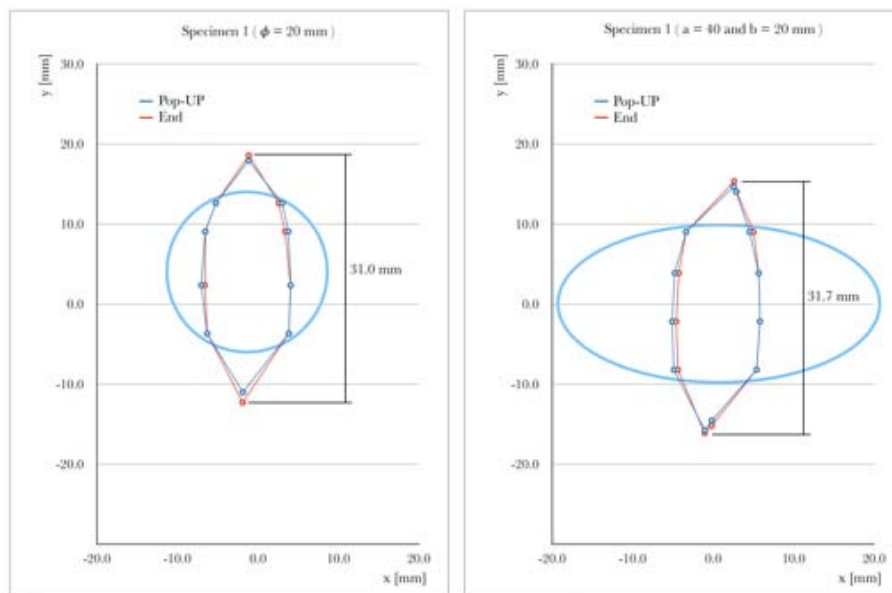 Specimen 1 ( ϕ = 20 mm )
y [mm]
30.0
20.0
10.0
0.0
-10.0
-20.0
Pop-UP
End
31.0 mm
-20.0 -10.0 0.0 10.0 20.0
x [mm]
Specimen 1 ( a = 40 and b = 20 mm )
y [mm]
30.0
20.0
10.0
0.0
-10.0
-20.0
Pop-UP
End
31.7 mm
-20.0 -10.0 0.0 10.0 20.0
x [mm]